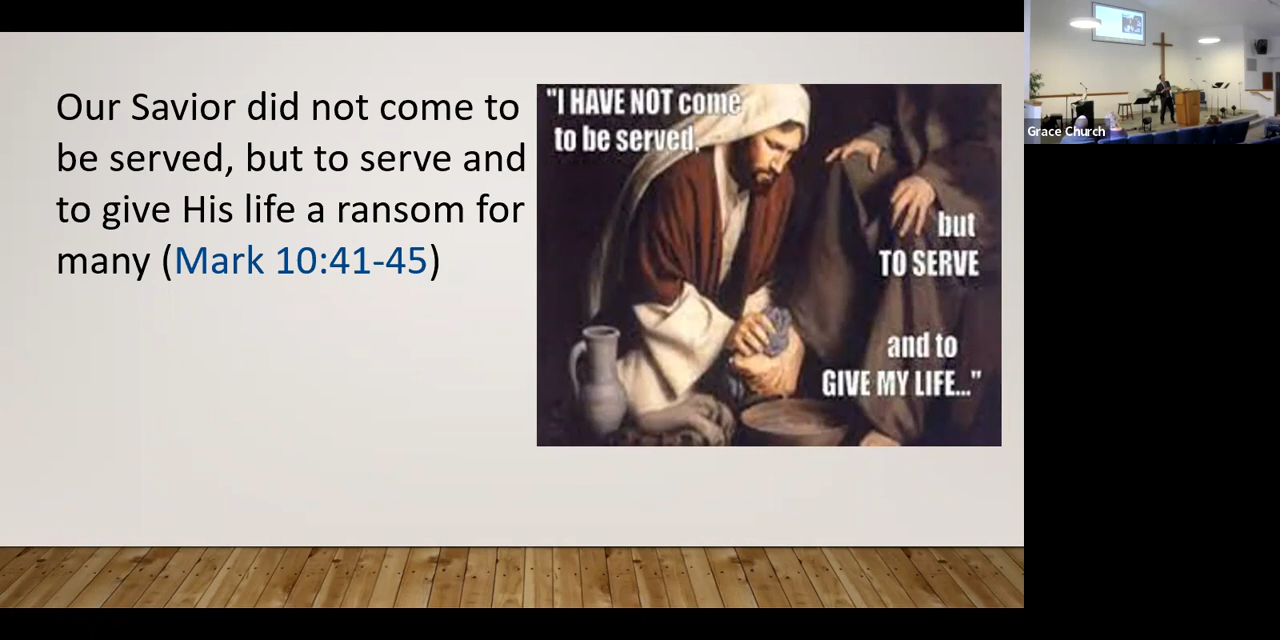 Our Savior did not come to
be served, but to serve and
to give His life a ransom for
many (Mark 10:41-45)
"I HAVE NOT come
to be served,
but
TO SERVE
and to
GIVE MY LIFE..."
Grace Church